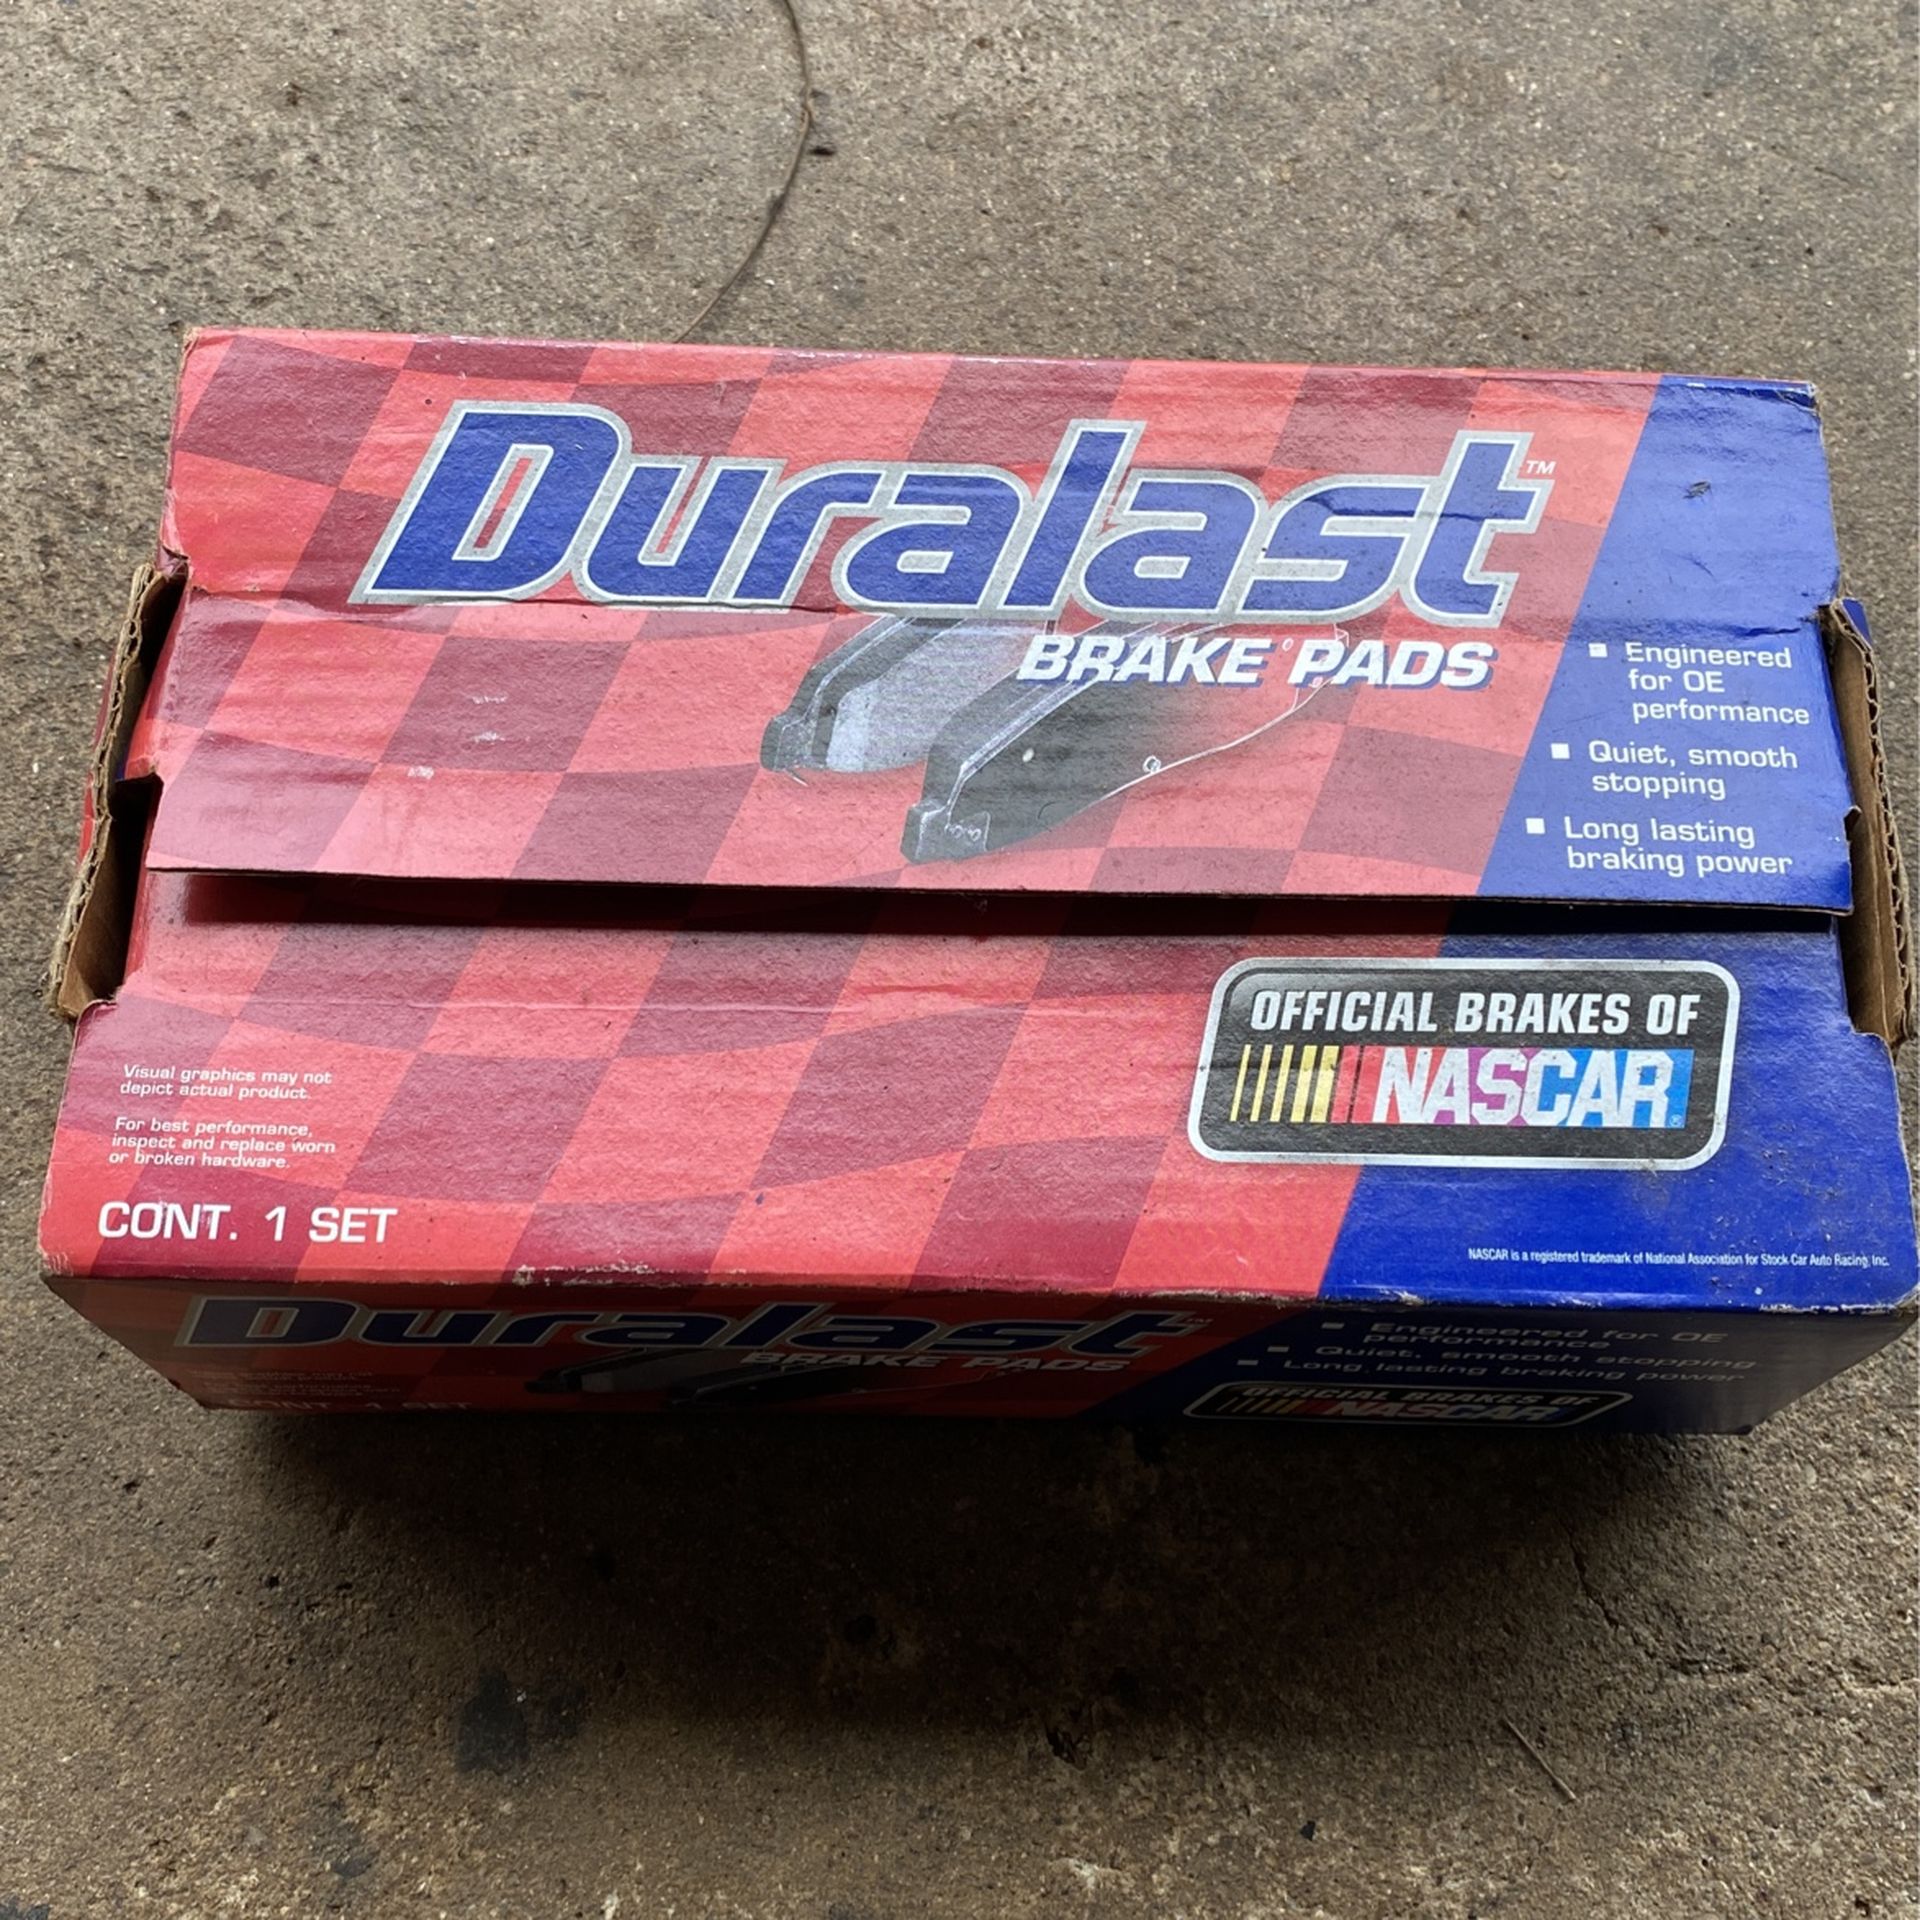 Duralast™
BRAKE PADS
▪ Engineered
for OE
performance
▪ Quiet, smooth
stopping
▪ Long lasting
braking power
OFFICIAL BRAKES OF
NASCAR®
Visual graphics may not
depict actual product.
For best performance,
inspect and replace worn
or broken hardware.
CONT. 1 SET
NASCAR is a registered trademark of National Association for Stock Car Auto Racing, Inc.
Duralast™
BRAKE PADS
▪ Engineered for OE
performance
▪ Quiet, smooth stopping
▪ Long lasting braking power
OFFICIAL BRAKES OF
NASCAR
CONT. 1 SET